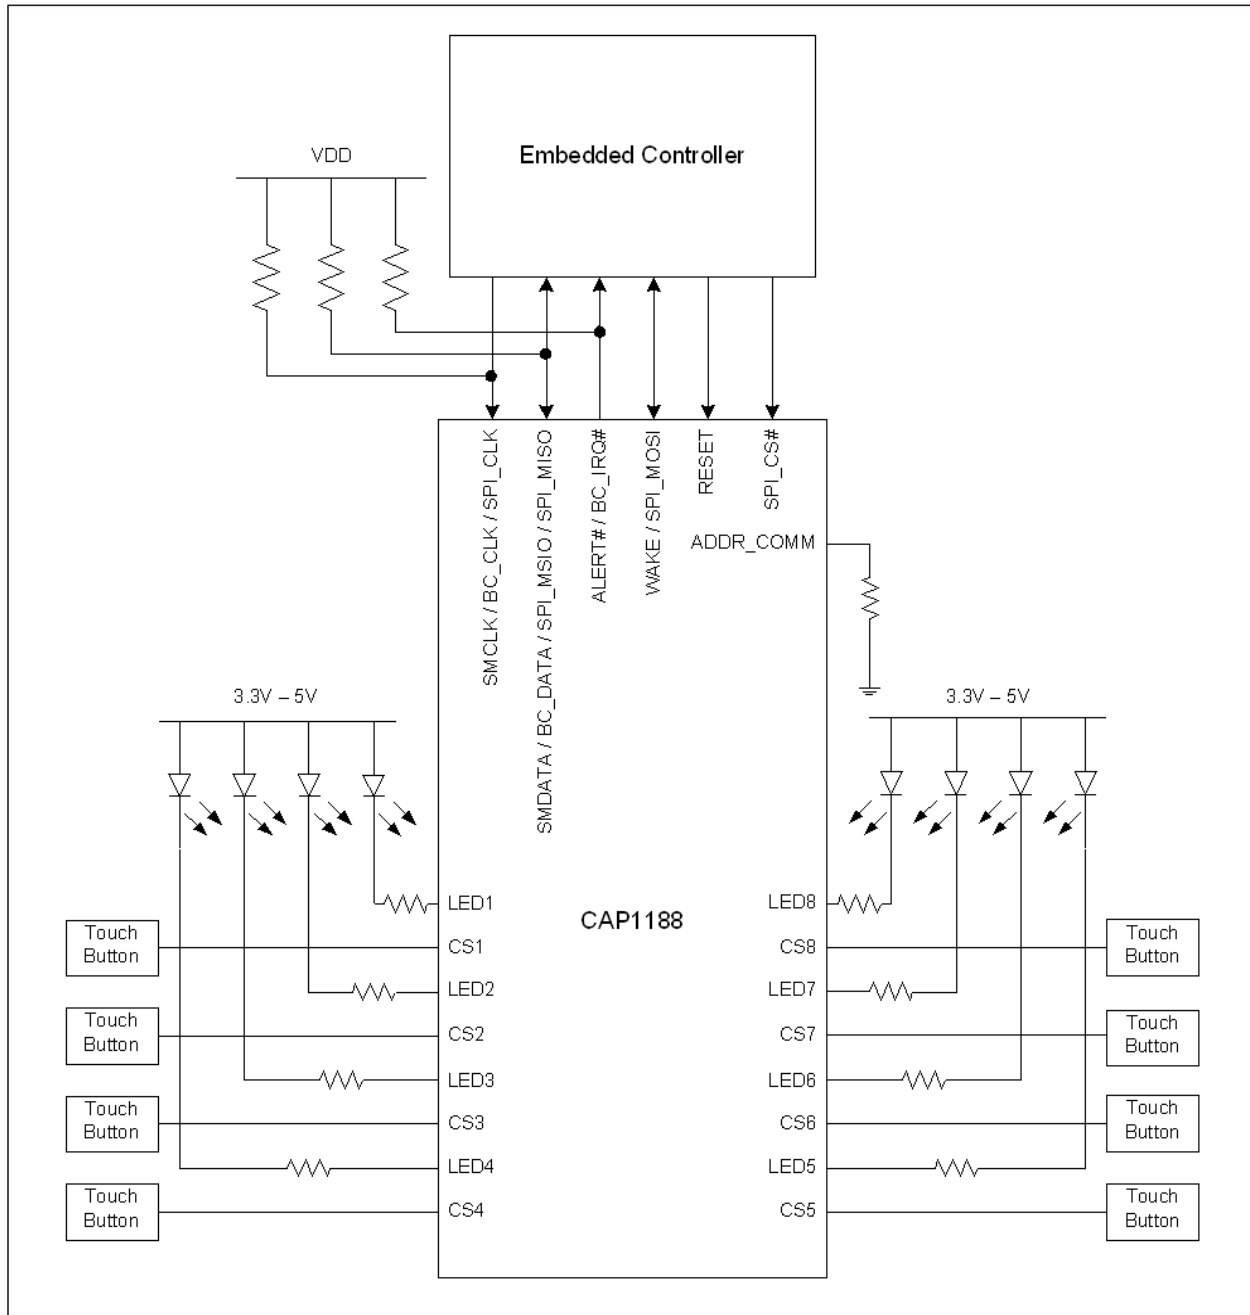 Embedded Controller
VDD
SMCLK / BC_CLK / SPI_CLK
SMDATA / BC_DATA / SPI_MSIO / SPI_MISO
ALERT# / BC_IRQ#
WAKE / SPI_MOSI
RESET
SPI_CS#
ADDR_COMM
3.3V – 5V
3.3V – 5V
CAP1188
LED1
CS1
LED2
CS2
LED3
CS3
LED4
CS4
LED8
CS8
LED7
CS7
LED6
CS6
LED5
CS5
Touch
Button
Touch
Button
Touch
Button
Touch
Button
Touch
Button
Touch
Button
Touch
Button
Touch
Button